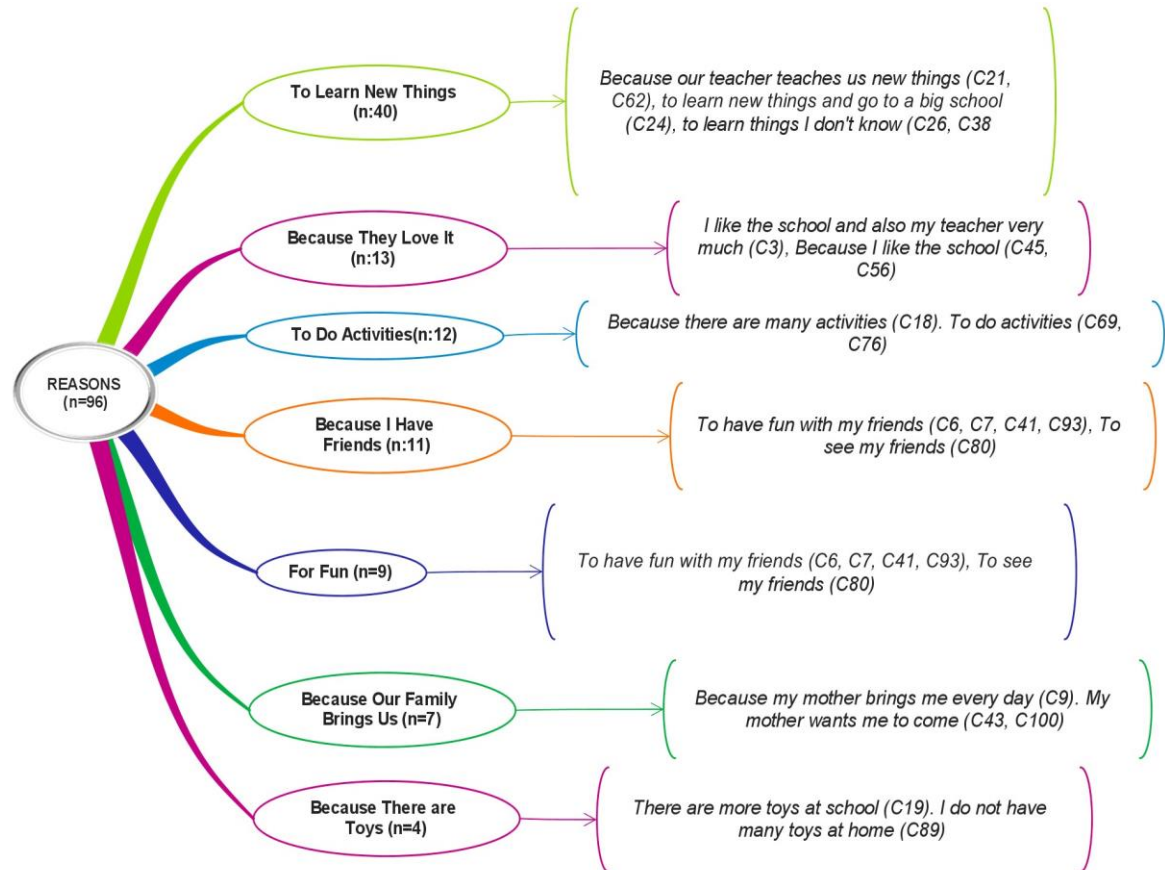 To Learn New Things
(n:40)
Because our teacher teaches us new things (C21,
C62), to learn new things and go to a big school
(C24), to learn things I don't know (C26, C38
Because They Love It
(n:13)
I like the school and also my teacher very
much (C3), Because I like the school (C45,
C56)
To Do Activities(n:12)
Because there are many activities (C18). To do activities (C69,
C76)
REASONS
(n=96)
Because I Have
Friends (n:11)
To have fun with my friends (C6, C7, C41, C93), To
see my friends (C80)
For Fun (n=9)
To have fun with my friends (C6, C7, C41, C93), To see
my friends (C80)
Because Our Family
Brings Us (n=7)
Because my mother brings me every day (C9). My
mother wants me to come (C43, C100)
Because There are
Toys (n=4)
There are more toys at school (C19). I do not have
many toys at home (C89)